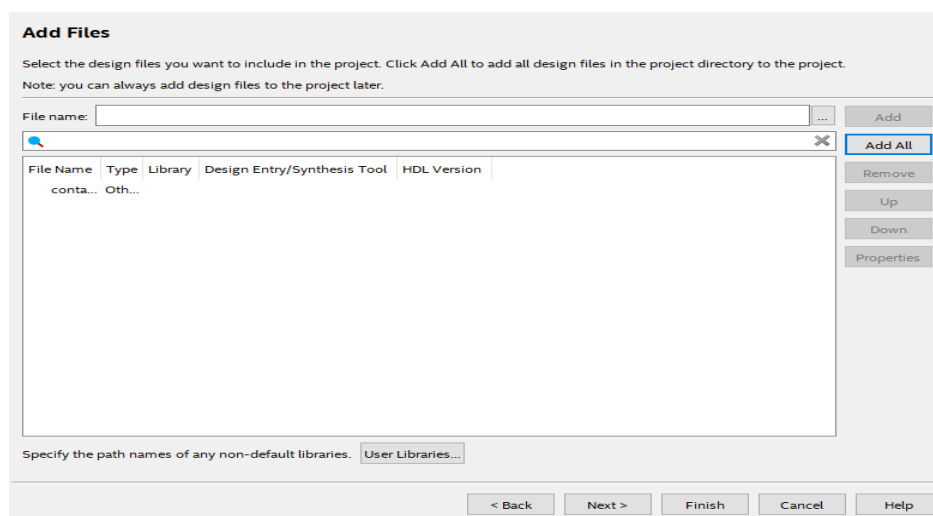 Add Files
Select the design files you want to include in the project. Click Add All to add all design files in the project directory to the project.
Note: you can always add design files to the project later.
File name: ... Add
Add All
File Name Type Library Design Entry/Synthesis Tool HDL Version
Remove
conta... Oth...
Up
Down
Properties
Specify the path names of any non-default libraries. User Libraries...
< Back Next > Finish Cancel Help